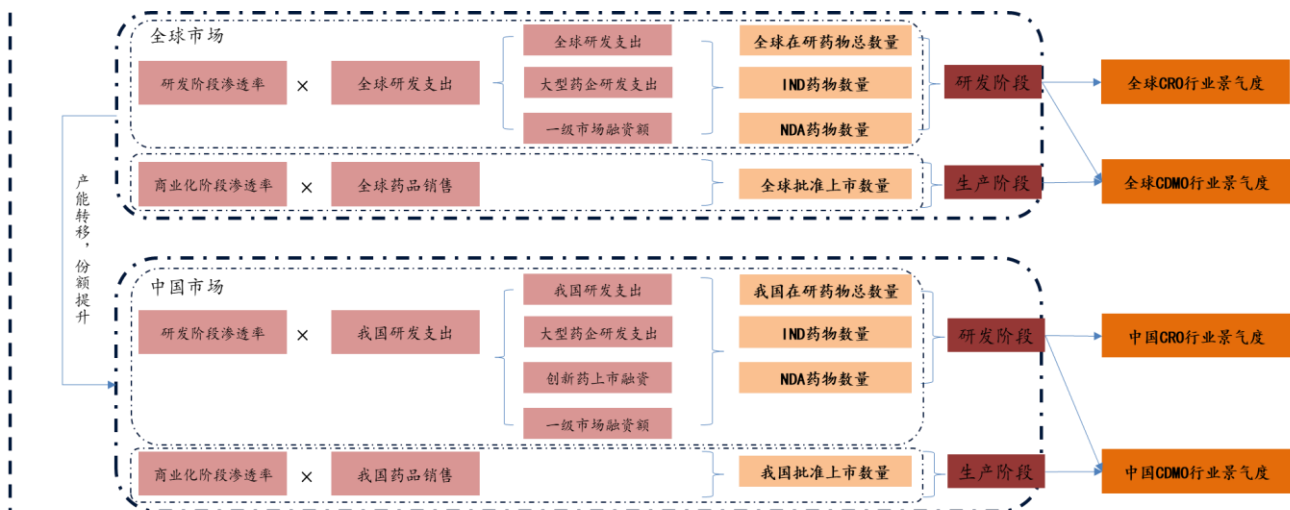 全球市场
研发阶段渗透率 × 全球研发支出
全球研发支出
大型药企研发支出
一级市场融资额
全球在研药物总数量
IND药物数量
NDA药物数量
研发阶段
全球CRO行业景气度
商业化阶段渗透率 × 全球药品销售
全球批准上市数量
生产阶段
全球CDMO行业景气度
产能转移,份额提升
中国市场
研发阶段渗透率 × 我国研发支出
我国研发支出
大型药企研发支出
创新药上市融资
一级市场融资额
我国在研药物总数量
IND药物数量
NDA药物数量
研发阶段
中国CRO行业景气度
商业化阶段渗透率 × 我国药品销售
我国批准上市数量
生产阶段
中国CDMO行业景气度